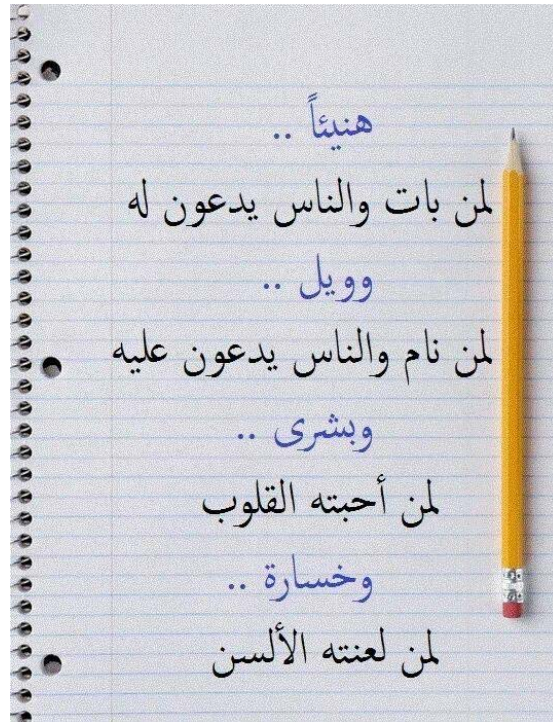 هنيئاً ..
لمن بات والناس يدعون له
وويل ..
لمن نام والناس يدعون عليه
وبشرى ..
لمن أحبته القلوب
وخسارة ..
لمن لعنته الألسن